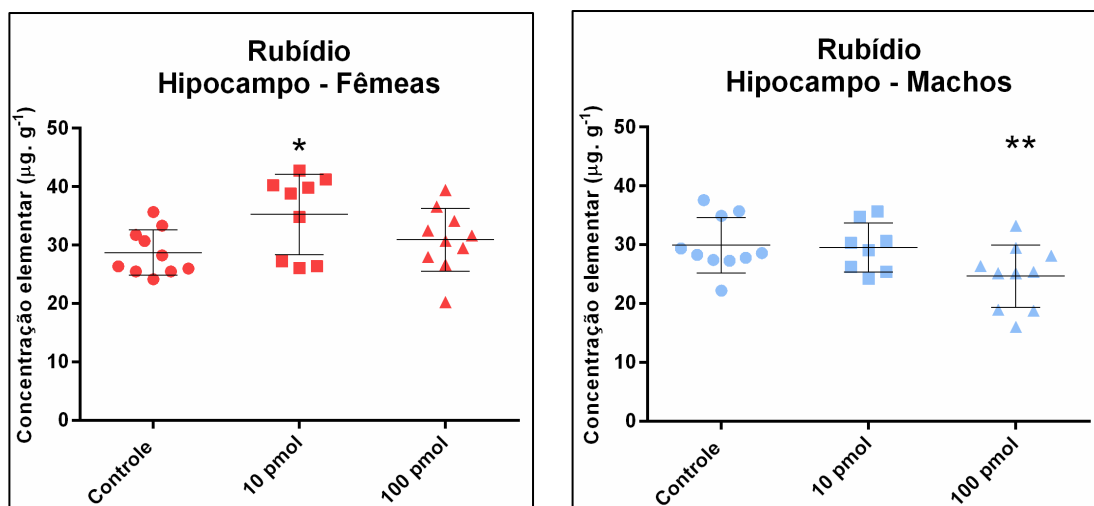 Rubídio
Hipocampo - Fêmeas
Concentração elementar (µg. g⁻¹)
50
40
30
20
10
0
*
Controle
10 pmol
100 pmol
Rubídio
Hipocampo - Machos
Concentração elementar (µg. g⁻¹)
50
40
30
20
10
0
**
Controle
10 pmol
100 pmol